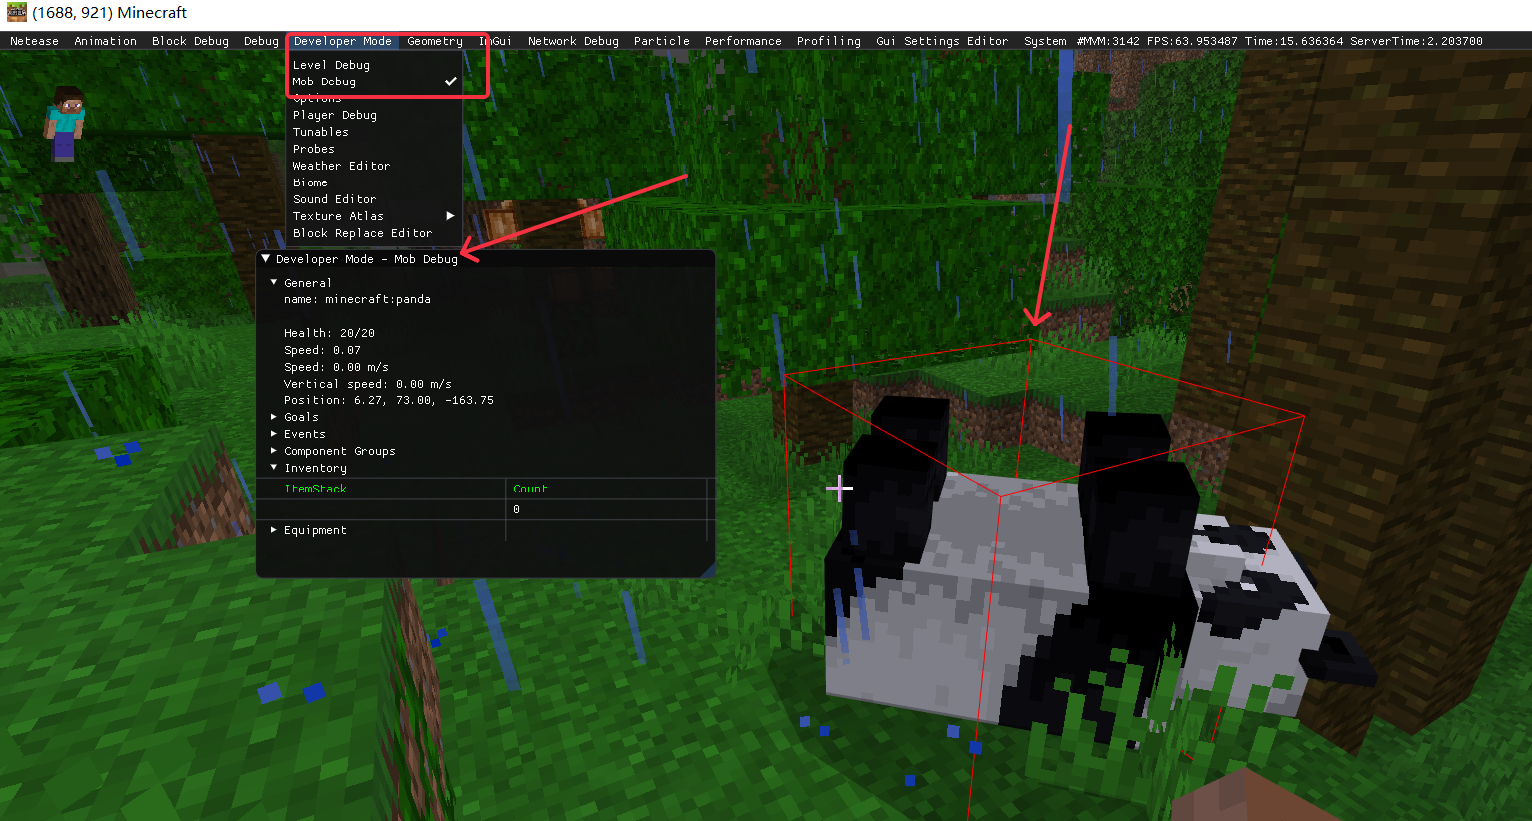 (1688, 921) Minecraft
Netease Animation Block Debug Debug Developer Mode Geometry ImGui Network Debug Particle Performance Profiling Gui Settings Editor System #MVM:3142 FPS:63.953487 Time:15.636364 ServerTime:2.203700
Level Debug
Mob Debug
Options
Player Debug
Tunables
Probes
Weather Editor
Biome
Sound Editor
Texture Atlas
Block Replace Editor
Developer Mode - Mob Debug
General
name: minecraft:panda
Health: 20/20
Speed: 0.07
Speed: 0.00 m/s
Vertical speed: 0.00 m/s
Position: 6.27, 73.00, -163.75
Goals
Events
Component Groups
Inventory
ItemStack Count
0
Equipment